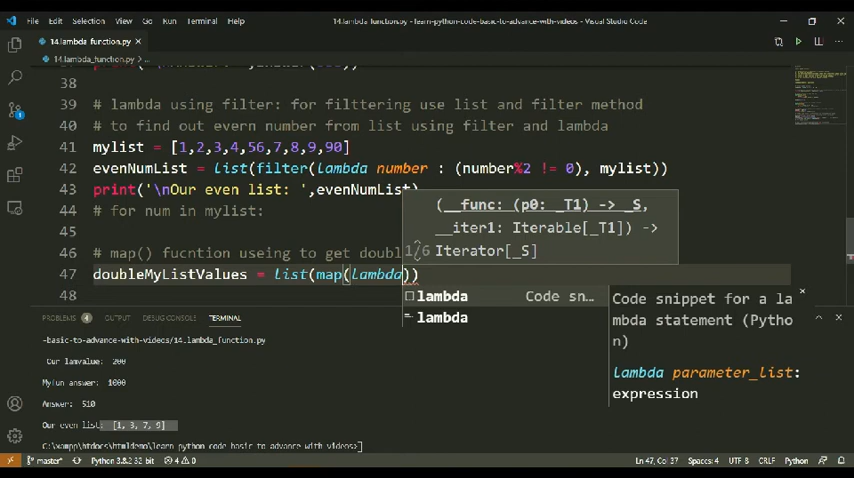 File Edit Selection View Go Run Terminal Help
14.lambda_function.py - learn-python-code-basic-to-advance-with-videos - Visual Studio Code
14.lambda_function.py ×
14.lambda_function.py > ...
38
39 # lambda using filter: for filttering use list and filter method
40 # to find out evern number from list using filter and lambda
41 mylist = [1,2,3,4,56,7,8,9,90]
42 evenNumList = list(filter(lambda number : (number%2 != 0), mylist))
43 print('\nOur even list: ',evenNumList)
44 # for num in mylist:
45
46 # map() fucntion useing to get doubl
47 doubleMyListValues = list(map(lambda))
48
(__func: (p0: _T1) -> _S,
__iter1: Iterable[_T1]) ->
1/6 Iterator[_S]
lambda Code sn…
lambda
Code snippet for a la
mbda statement (Pytho
n)
lambda parameter_list:
expression
PROBLEMS 4 OUTPUT DEBUG CONSOLE TERMINAL
-basic-to-advance-with-videos/14.lambda_function.py
Our lamvalue: 200
Myfun answer: 1000
Answer: 510
Our even list: [1, 3, 7, 9]
C:\xampp\htdocs\htmldemo\learn python code basic to advance with videos>
master* Python 3.8.2 32-bit 4 0 Ln 47, Col 37 Spaces: 4 UTF-8 CRLF Python